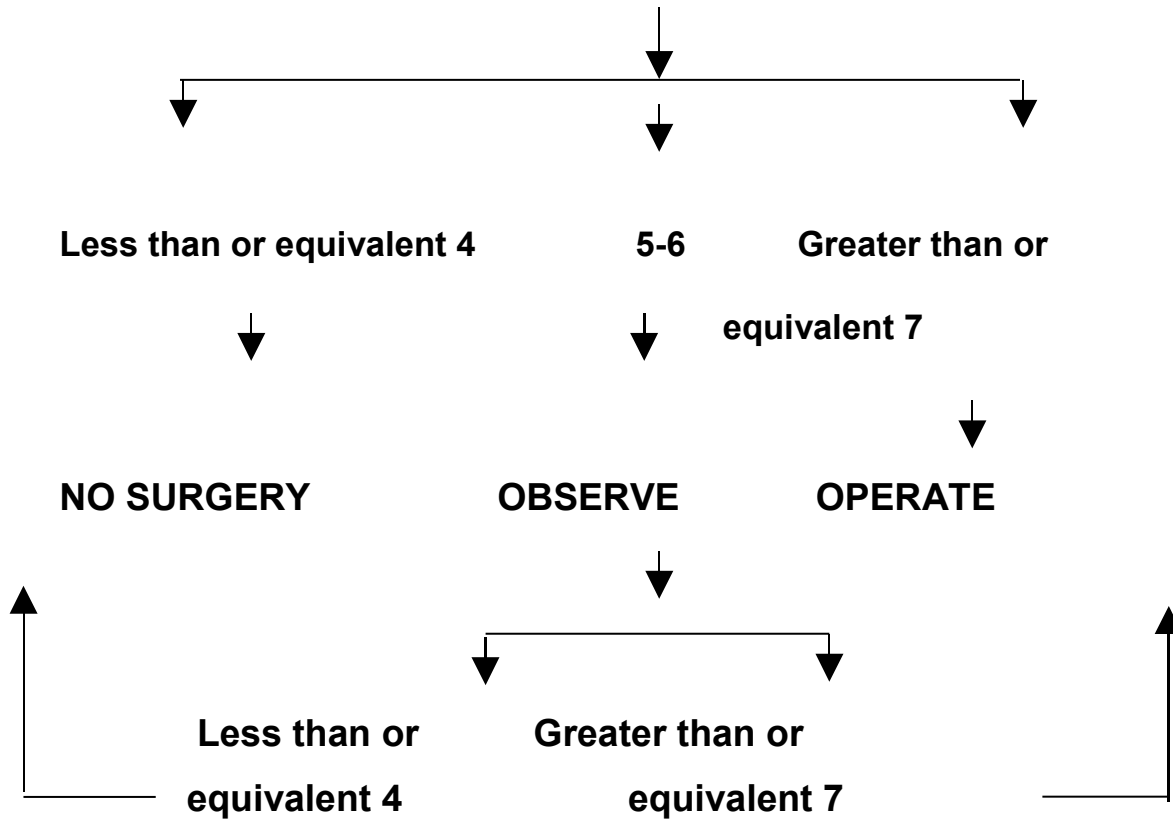 Less than or equivalent 4 5-6 Greater than or
equivalent 7
NO SURGERY OBSERVE OPERATE
Less than or Greater than or
equivalent 4 equivalent 7